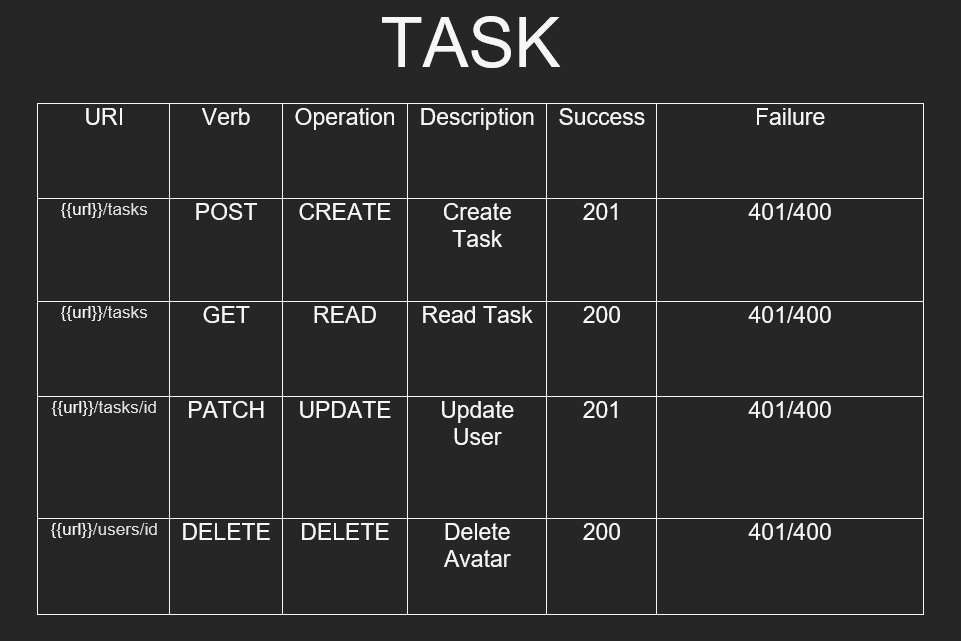 TASK
URI Verb Operation Description Success Failure
{{url}}/tasks POST CREATE Create 201 401/400
Task
{{url}}/tasks GET READ Read Task 200 401/400
{{url}}/tasks/id PATCH UPDATE Update 201 401/400
User
{{url}}/users/id DELETE DELETE Delete 200 401/400
Avatar